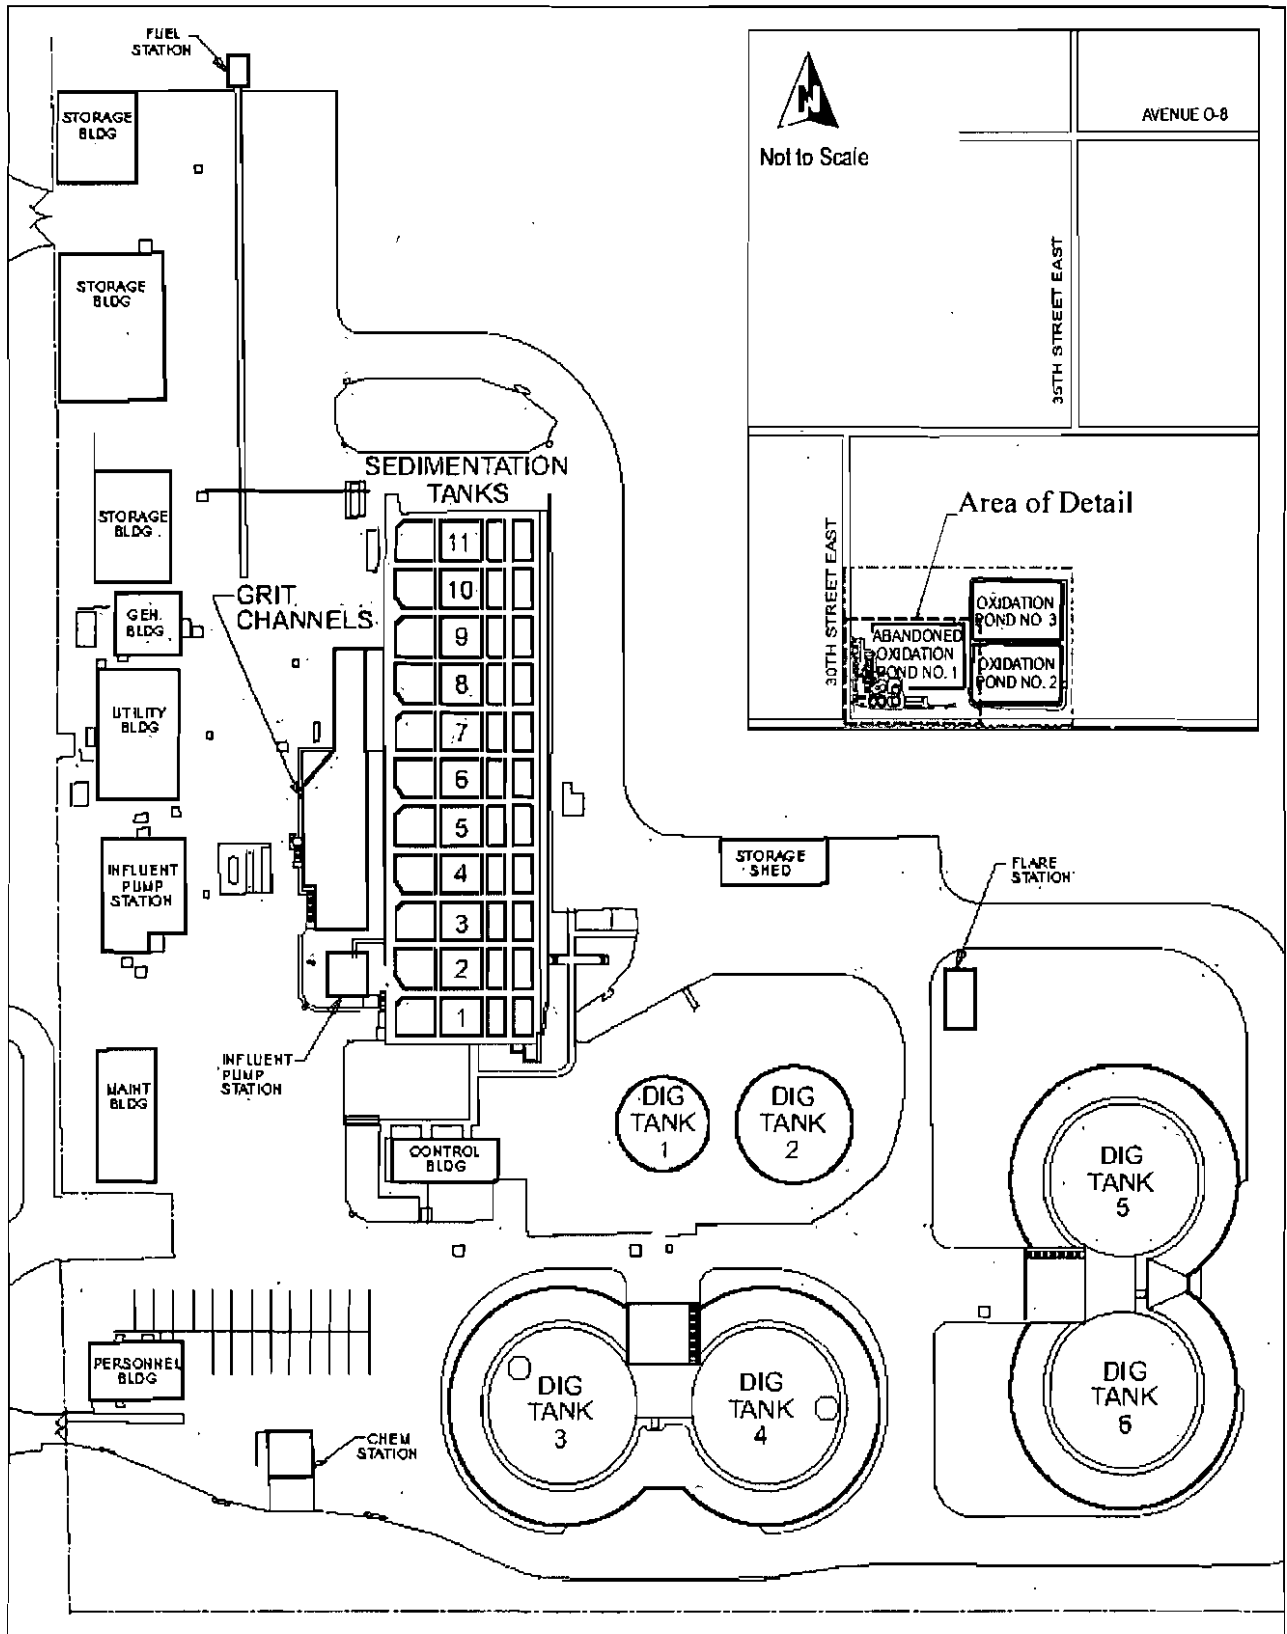 FUEL
STATION
STORAGE
BLDG
N
Not to Scale
AVENUE O-8
35TH STREET EAST
STORAGE
BLDG
SEDIMENTATION
TANKS
Area of Detail
30TH STREET EAST
STORAGE
BLDG
11
10
9
8
7
6
5
4
3
2
1
GRIT
CHANNELS
GEN.
BLDG
OXIDATION
POND NO. 3
ABANDONED
OXIDATION
POND NO. 1
OXIDATION
POND NO. 2
UTILITY
BLDG
INFLUENT
PUMP
STATION
STORAGE
SHED
FLARE
STATION
INFLUENT
PUMP
STATION
MAINT
BLDG
CONTROL
BLDG
DIG
TANK
1
DIG
TANK
2
DIG
TANK
5
PERSONNEL
BLDG
CHEM
STATION
DIG
TANK
3
DIG
TANK
4
DIG
TANK
6